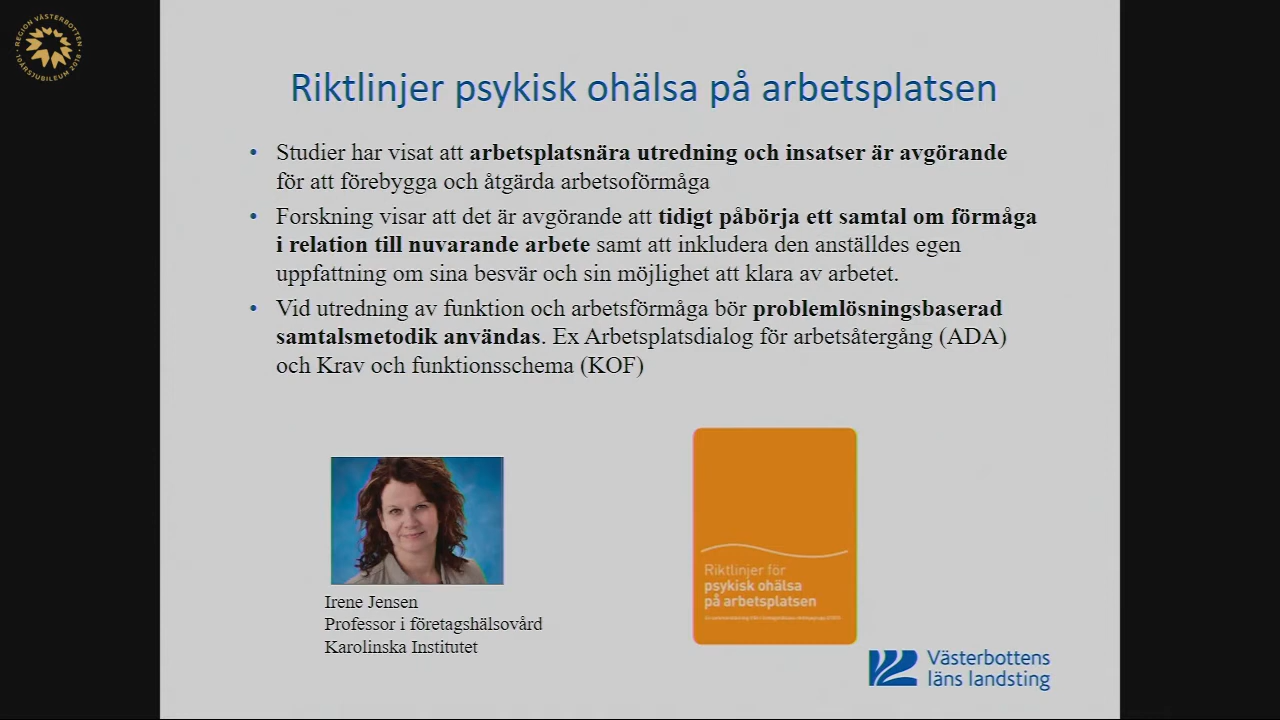 REGION VÄSTERBOTTEN
10ÅRSJUBILEUM 2018
Riktlinjer psykisk ohälsa på arbetsplatsen
• Studier har visat att arbetsplatsnära utredning och insatser är avgörande
för att förebygga och åtgärda arbetsoförmåga
• Forskning visar att det är avgörande att tidigt påbörja ett samtal om förmåga
i relation till nuvarande arbete samt att inkludera den anställdes egen
uppfattning om sina besvär och sin möjlighet att klara av arbetet.
• Vid utredning av funktion och arbetsförmåga bör problemlösningsbaserad
samtalsmetodik användas. Ex Arbetsplatsdialog för arbetsåtergång (ADA)
och Krav och funktionsschema (KOF)
Irene Jensen
Professor i företagshälsovård
Karolinska Institutet
Riktlinjer för
psykisk ohälsa
på arbetsplatsen
Västerbottens
läns landsting